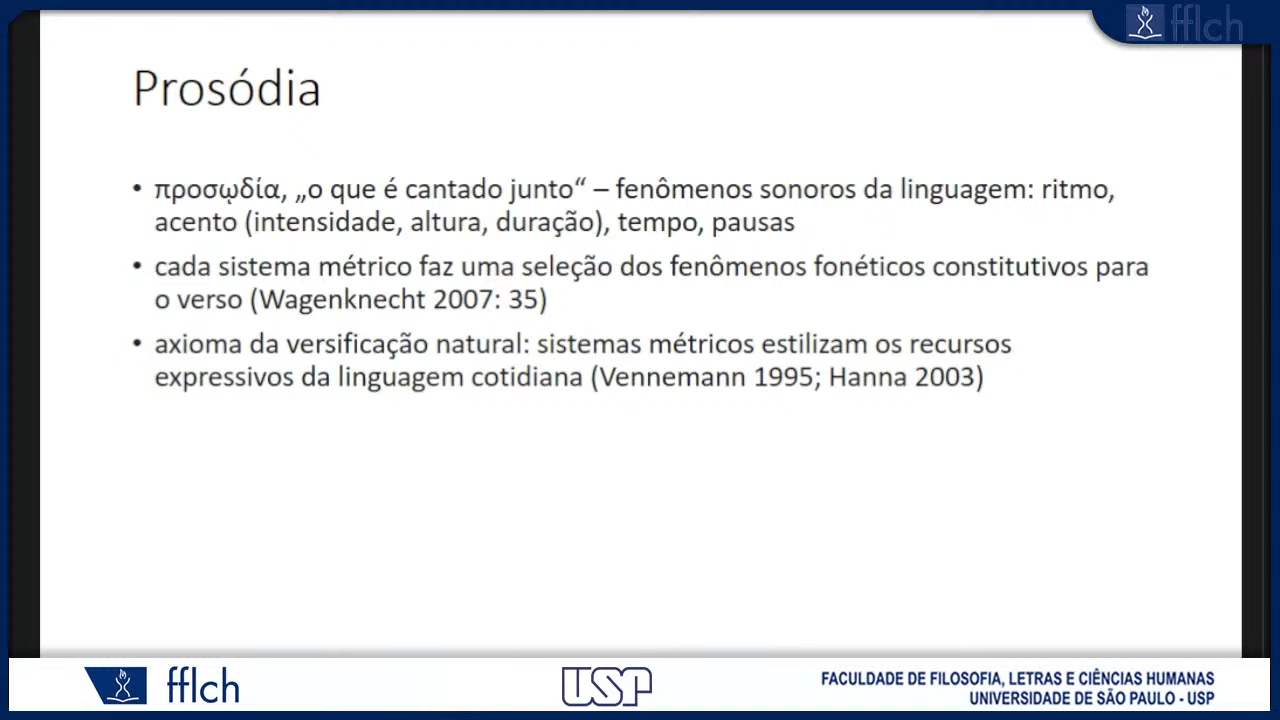 fflch
Prosódia
• προσῳδία, „o que é cantado junto“ – fenômenos sonoros da linguagem: ritmo,
acento (intensidade, altura, duração), tempo, pausas
• cada sistema métrico faz uma seleção dos fenômenos fonéticos constitutivos para
o verso (Wagenknecht 2007: 35)
• axioma da versificação natural: sistemas métricos estilizam os recursos
expressivos da linguagem cotidiana (Vennemann 1995; Hanna 2003)
fflch
USP
FACULDADE DE FILOSOFIA, LETRAS E CIÊNCIAS HUMANAS
UNIVERSIDADE DE SÃO PAULO - USP